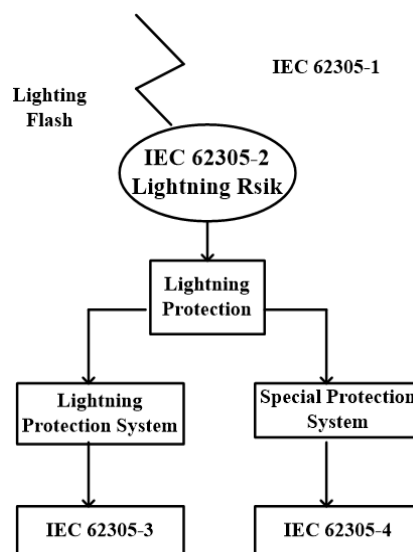 IEC 62305-1
Lighting
Flash
IEC 62305-2
Lightning Rsik
Lightning
Protection
Lightning
Protection System
Special Protection
System
IEC 62305-3
IEC 62305-4